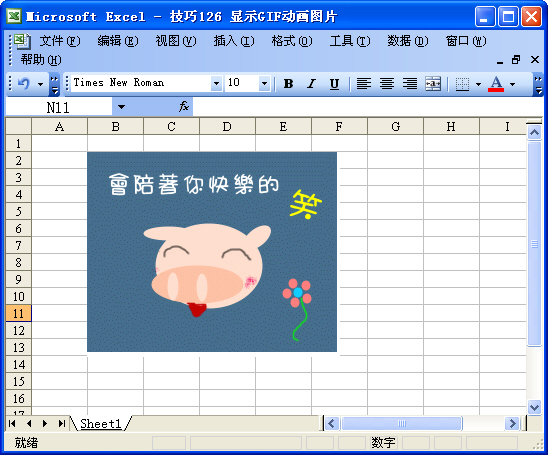 Microsoft Excel - 技巧126 显示GIF动画图片
文件(F) 编辑(E) 视图(V) 插入(I) 格式(O) 工具(T) 数据(D) 窗口(W)
帮助(H)
Times New Roman 10 B I U
N11 fx
A B C D E F G H I
1
2
3
4
5
6
7
8
9
10
11
12
13
14
15
16
17
會陪著你快樂的
笑
Sheet1
就绪 数字